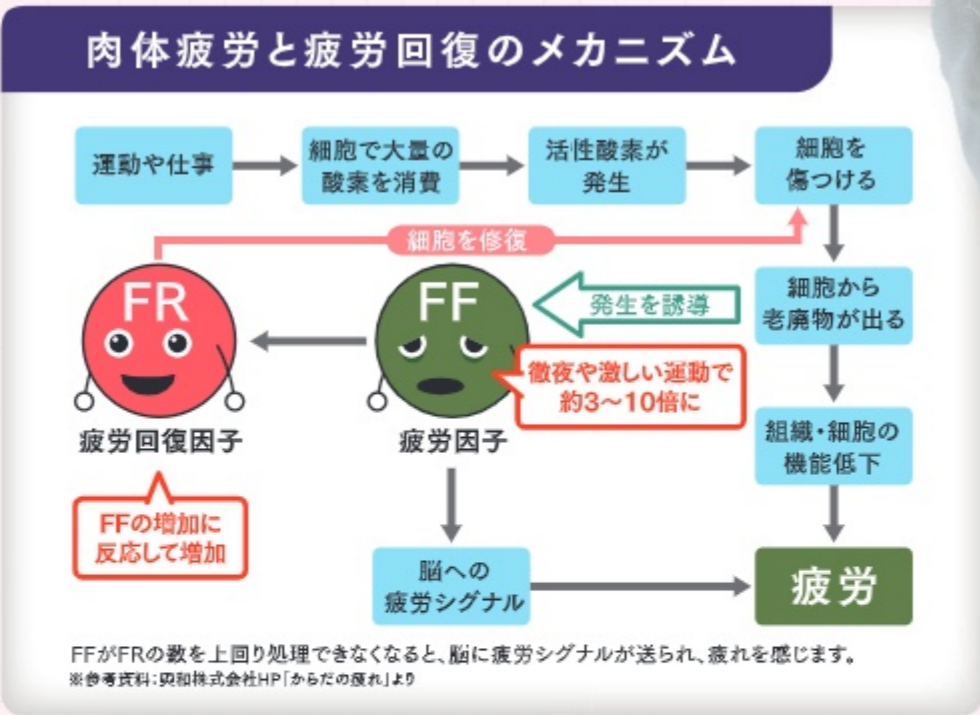 肉体疲労と疲労回復のメカニズム
運動や仕事
細胞で大量の
酸素を消費
活性酸素が
発生
細胞を
傷つける
細胞を修復
FR
FF
発生を誘導
細胞から
老廃物が出る
徹夜や激しい運動で
約3〜10倍に
疲労回復因子
疲労因子
組織・細胞の
機能低下
FFの増加に
反応して増加
脳への
疲労シグナル
疲労
FFがFRの数を上回り処理できなくなると、脳に疲労シグナルが送られ、疲れを感じます。
※参考資料：興和株式会社HP「からだの疲れ」より